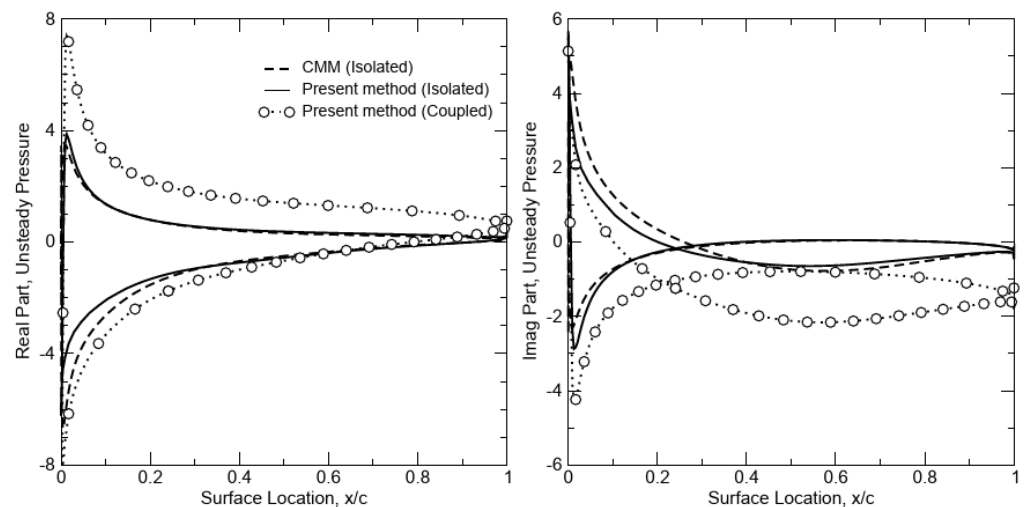 8
4
0
-4
-8
Real Part, Unsteady Pressure
CMM (Isolated)
Present method (Isolated)
Present method (Coupled)
0 0.2 0.4 0.6 0.8 1
Surface Location, x/c
6
4
2
0
-2
-4
-6
Imag Part, Unsteady Pressure
0 0.2 0.4 0.6 0.8 1
Surface Location, x/c